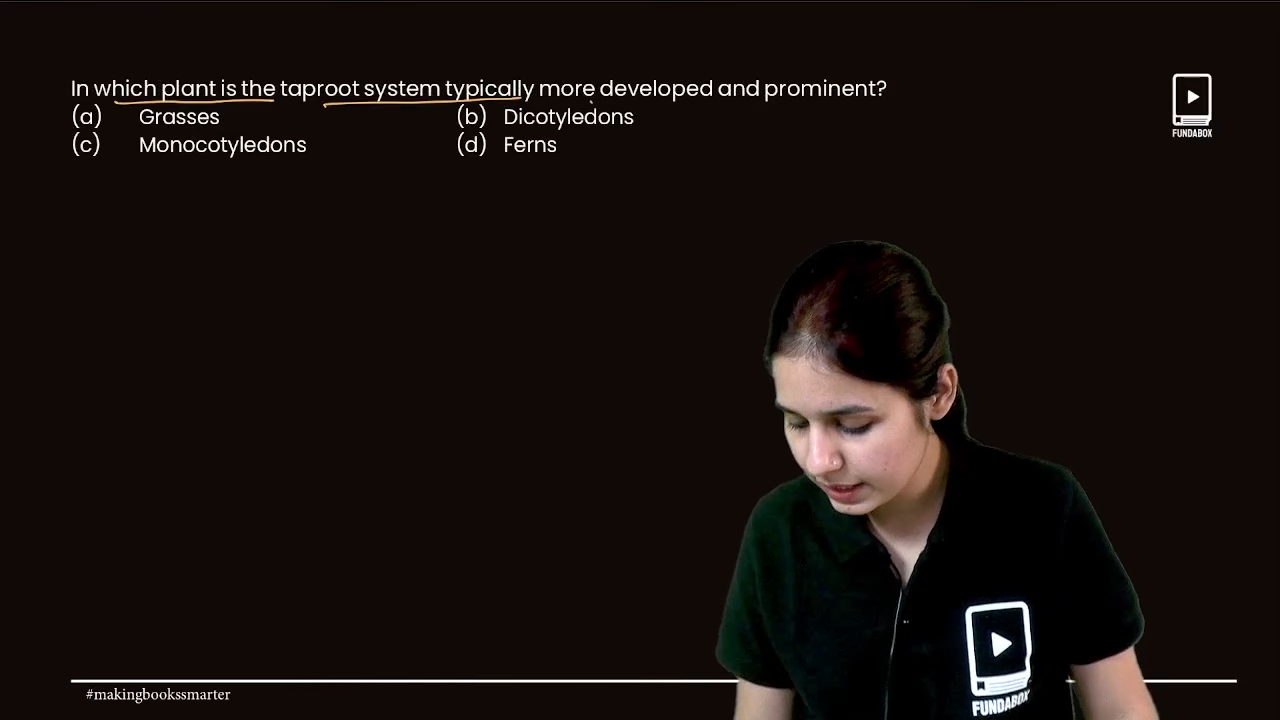 In which plant is the taproot system typically more developed and prominent?
(a) Grasses (b) Dicotyledons
(c) Monocotyledons (d) Ferns
FUNDABOX
FUNDABOX
#makingbookssmarter